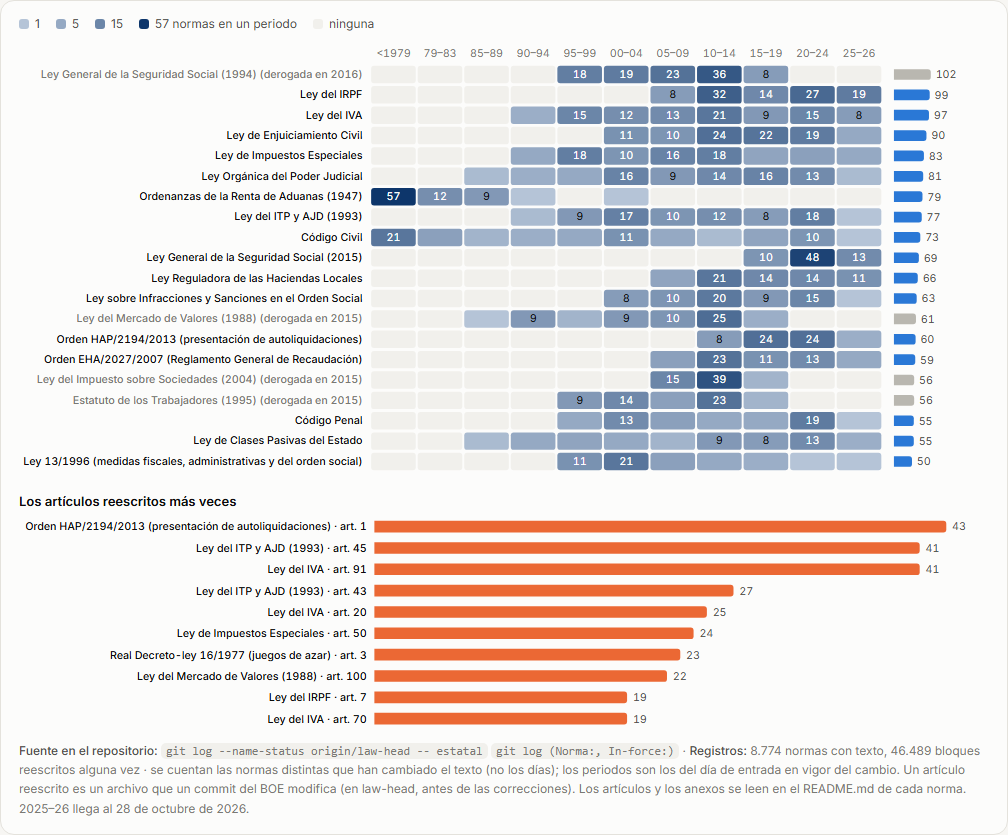 1 5 15 57 normas en un periodo ninguna
<1979 79–83 85–89 90–94 95–99 00–04 05–09 10–14 15–19 20–24 25–26
Ley General de la Seguridad Social (1994) (derogada en 2016) 18 19 23 36 8 102
Ley del IRPF 8 32 14 27 19 99
Ley del IVA 15 12 13 21 9 15 8 97
Ley de Enjuiciamiento Civil 11 10 24 22 19 90
Ley de Impuestos Especiales 18 10 16 18 83
Ley Orgánica del Poder Judicial 16 9 14 16 13 81
Ordenanzas de la Renta de Aduanas (1947) 57 12 9 79
Ley del ITP y AJD (1993) 9 17 10 12 8 18 77
Código Civil 21 11 10 73
Ley General de la Seguridad Social (2015) 10 48 13 69
Ley Reguladora de las Haciendas Locales 21 14 14 11 66
Ley sobre Infracciones y Sanciones en el Orden Social 8 10 20 9 15 63
Ley del Mercado de Valores (1988) (derogada en 2015) 9 9 10 25 61
Orden HAP/2194/2013 (presentación de autoliquidaciones) 8 24 24 60
Orden EHA/2027/2007 (Reglamento General de Recaudación) 23 11 13 59
Ley del Impuesto sobre Sociedades (2004) (derogada en 2015) 15 39 56
Estatuto de los Trabajadores (1995) (derogada en 2015) 9 14 23 56
Código Penal 13 19 55
Ley de Clases Pasivas del Estado 9 8 13 55
Ley 13/1996 (medidas fiscales, administrativas y del orden social) 11 21 50
Los artículos reescritos más veces
Orden HAP/2194/2013 (presentación de autoliquidaciones) · art. 1 43
Ley del ITP y AJD (1993) · art. 45 41
Ley del IVA · art. 91 41
Ley del ITP y AJD (1993) · art. 43 27
Ley del IVA · art. 20 25
Ley de Impuestos Especiales · art. 50 24
Real Decreto-ley 16/1977 (juegos de azar) · art. 3 23
Ley del Mercado de Valores (1988) · art. 100 22
Ley del IRPF · art. 7 19
Ley del IVA · art. 70 19
Fuente en el repositorio: git log --name-status origin/law-head -- estatal git log (Norma:, In-force:) · Registros: 8.774 normas con texto, 46.489 bloques
reescritos alguna vez · se cuentan las normas distintas que han cambiado el texto (no los días); los periodos son los del día de entrada en vigor del cambio. Un artículo
reescrito es un archivo que un commit del BOE modifica (en law-head, antes de las correcciones). Los artículos y los anexos se leen en el README.md de cada norma.
2025–26 llega al 28 de octubre de 2026.